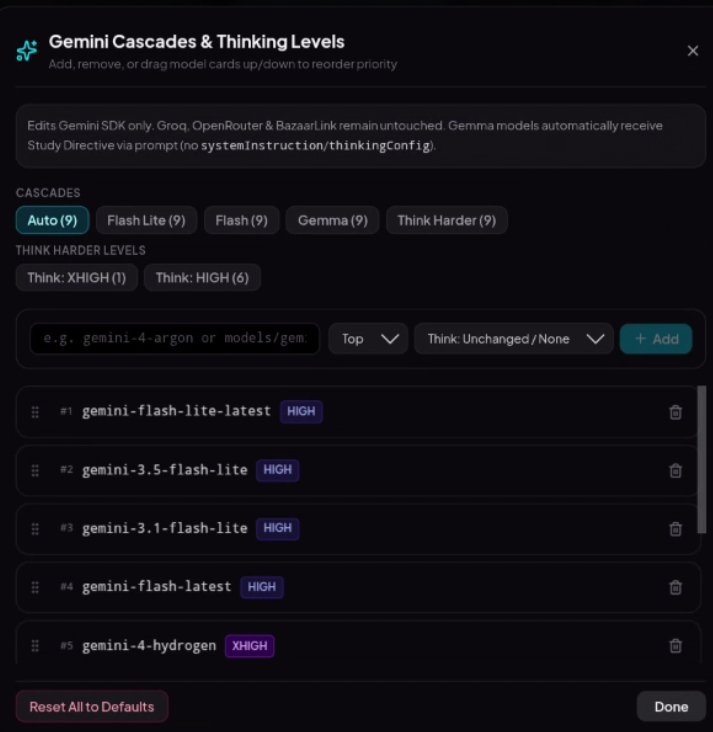 Gemini Cascades & Thinking Levels
Add, remove, or drag model cards up/down to reorder priority
Edits Gemini SDK only. Groq, OpenRouter & BazaarLink remain untouched. Gemma models automatically receive
Study Directive via prompt (no systemInstruction/thinkingConfig).
CASCADES
Auto (9) Flash Lite (9) Flash (9) Gemma (9) Think Harder (9)
THINK HARDER LEVELS
Think: XHIGH (1) Think: HIGH (6)
e.g. gemini-4-argon or models/gem: Top Think: Unchanged / None + Add
#1 gemini-flash-lite-latest HIGH
#2 gemini-3.5-flash-lite HIGH
#3 gemini-3.1-flash-lite HIGH
#4 gemini-flash-latest HIGH
#5 gemini-4-hydrogen XHIGH
Reset All to Defaults Done